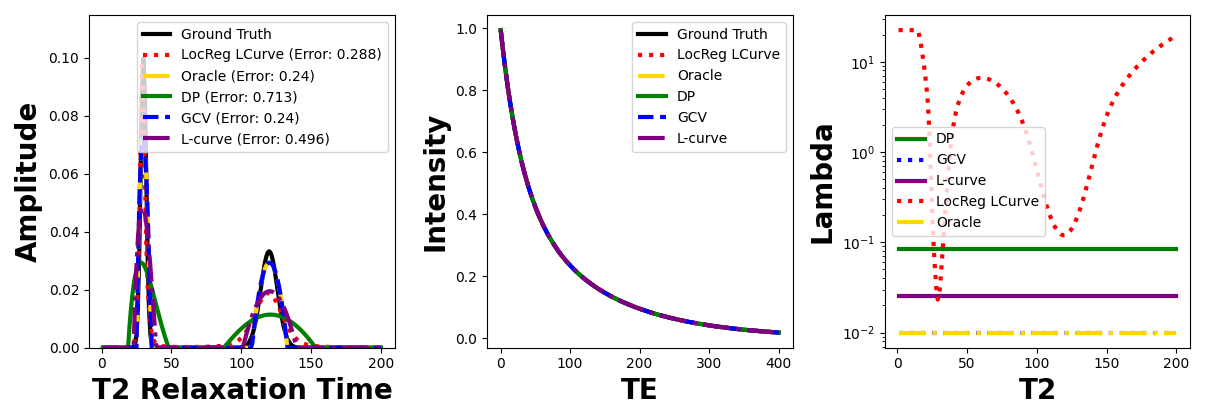 Amplitude
0.10
0.08
0.06
0.04
0.02
0.00
0
50
100
150
200
T2 Relaxation Time
Ground Truth
LocReg LCurve (Error: 0.288)
Oracle (Error: 0.24)
DP (Error: 0.713)
GCV (Error: 0.24)
L-curve (Error: 0.496)
Intensity
1.0
0.8
0.6
0.4
0.2
0.0
0
100
200
300
400
TE
Ground Truth
LocReg LCurve
Oracle
DP
GCV
L-curve
Lambda
10¹
10⁰
10⁻¹
10⁻²
0
50
100
150
200
T2
DP
GCV
L-curve
LocReg LCurve
Oracle